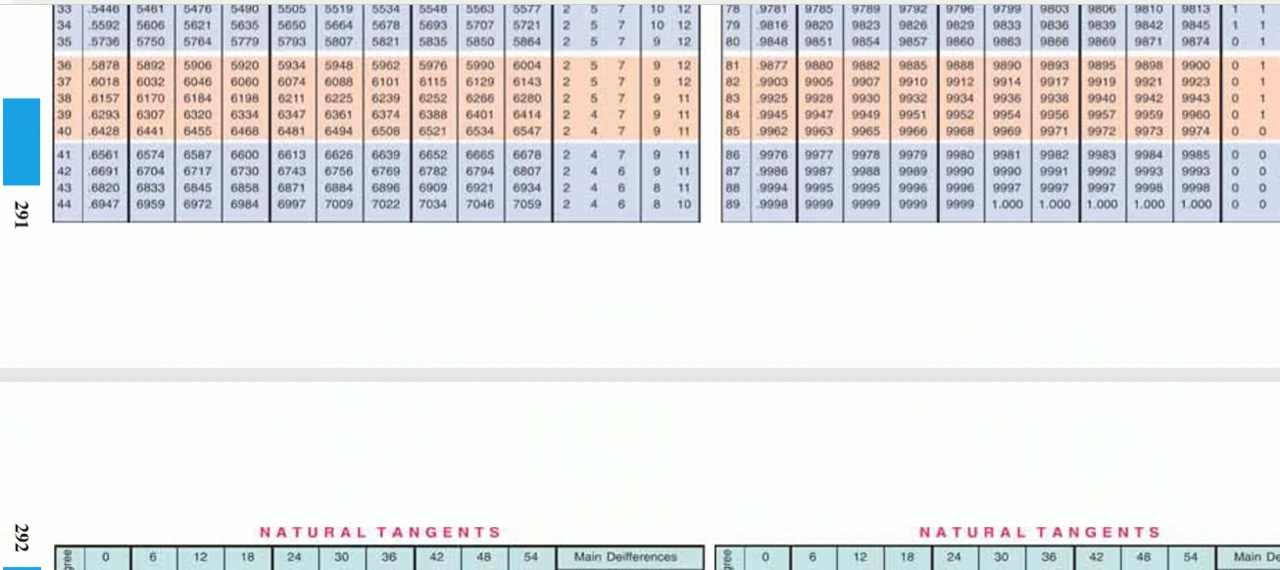 33 .5446 5461 5476 5490 5505 5519 5534 5548 5563 5577 2 5 7 10 12
34 .5592 5606 5621 5635 5650 5664 5678 5693 5707 5721 2 5 7 10 12
35 .5736 5750 5764 5779 5793 5807 5821 5835 5850 5864 2 5 7 9 12
36 .5878 5892 5906 5920 5934 5948 5962 5976 5990 6004 2 5 7 9 12
37 .6018 6032 6046 6060 6074 6088 6101 6115 6129 6143 2 5 7 9 12
38 .6157 6170 6184 6198 6211 6225 6239 6252 6266 6280 2 5 7 9 11
39 .6293 6307 6320 6334 6347 6361 6374 6388 6401 6414 2 4 7 9 11
40 .6428 6441 6455 6468 6481 6494 6508 6521 6534 6547 2 4 7 9 11
41 .6561 6574 6587 6600 6613 6626 6639 6652 6665 6678 2 4 7 9 11
42 .6691 6704 6717 6730 6743 6756 6769 6782 6794 6807 2 4 6 9 11
43 .6820 6833 6845 6858 6871 6884 6896 6909 6921 6934 2 4 6 8 11
44 .6947 6959 6972 6984 6997 7009 7022 7034 7046 7059 2 4 6 8 10
78 .9781 9785 9789 9792 9796 9799 9803 9806 9810 9813 1 1
79 .9816 9820 9823 9826 9829 9833 9836 9839 9842 9845 1 1
80 .9848 9851 9854 9857 9860 9863 9866 9869 9871 9874 0 1
81 .9877 9880 9882 9885 9888 9890 9893 9895 9898 9900 0 1
82 .9903 9905 9907 9910 9912 9914 9917 9919 9921 9923 0 1
83 .9925 9928 9930 9932 9934 9936 9938 9940 9942 9943 0 1
84 .9945 9947 9949 9951 9952 9954 9956 9957 9959 9960 0 1
85 .9962 9963 9965 9966 9968 9969 9971 9972 9973 9974 0 0
86 .9976 9977 9978 9979 9980 9981 9982 9983 9984 9985 0 0
87 .9986 9987 9988 9989 9990 9990 9991 9992 9993 9993 0 0
88 .9994 9995 9995 9996 9996 9997 9997 9997 9998 9998 0 0
89 .9998 9999 9999 9999 9999 1.000 1.000 1.000 1.000 1.000 0 0
291
292
NATURAL TANGENTS
gree 0 6 12 18 24 30 36 42 48 54 Main Deifferences
NATURAL TANGENTS
gree 0 6 12 18 24 30 36 42 48 54 Main De